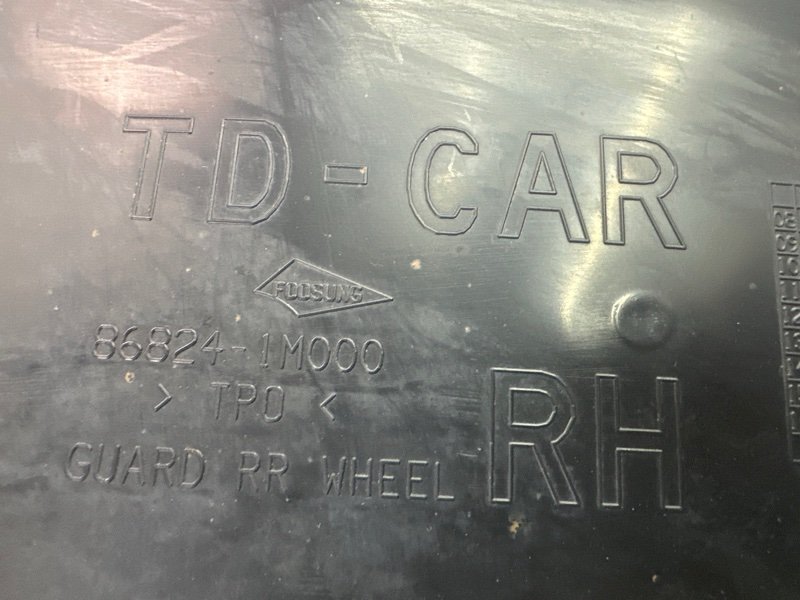 TD-CAR
FOOSUNG
86824-1M000
> TPO <
GUARD RR WHEEL
RH